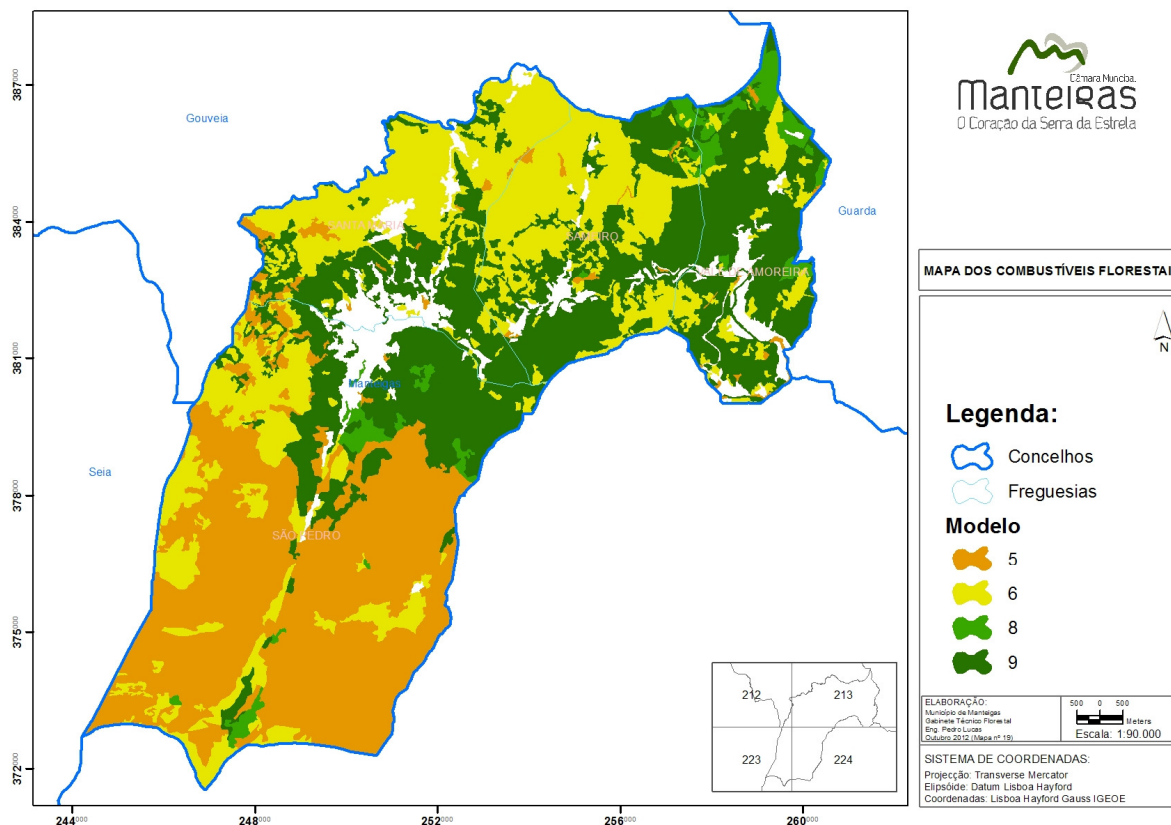 387000
384000
381000
378000
375000
372000
244000
248000
252000
256000
260000
Gouveia
Guarda
Seia
Manteigas
SÃO PEDRO
212
213
223
224
Câmara Municipal
Manteigas
O Coração da Serra da Estrela
MAPA DOS COMBUSTÍVEIS FLORESTAI
N
Legenda:
Concelhos
Freguesias
Modelo
5
6
8
9
ELABORAÇÃO:
Município de Manteigas
Gabinete Técnico Florestal
Eng. Pedro Lucas
Outubro 2012 (Mapa nº 19)
500 0 500
Meters
Escala: 1:90.000
SISTEMA DE COORDENADAS:
Projecção: Transverse Mercator
Elipsóide: Datum Lisboa Hayford
Coordenadas: Lisboa Hayford Gauss IGEOE